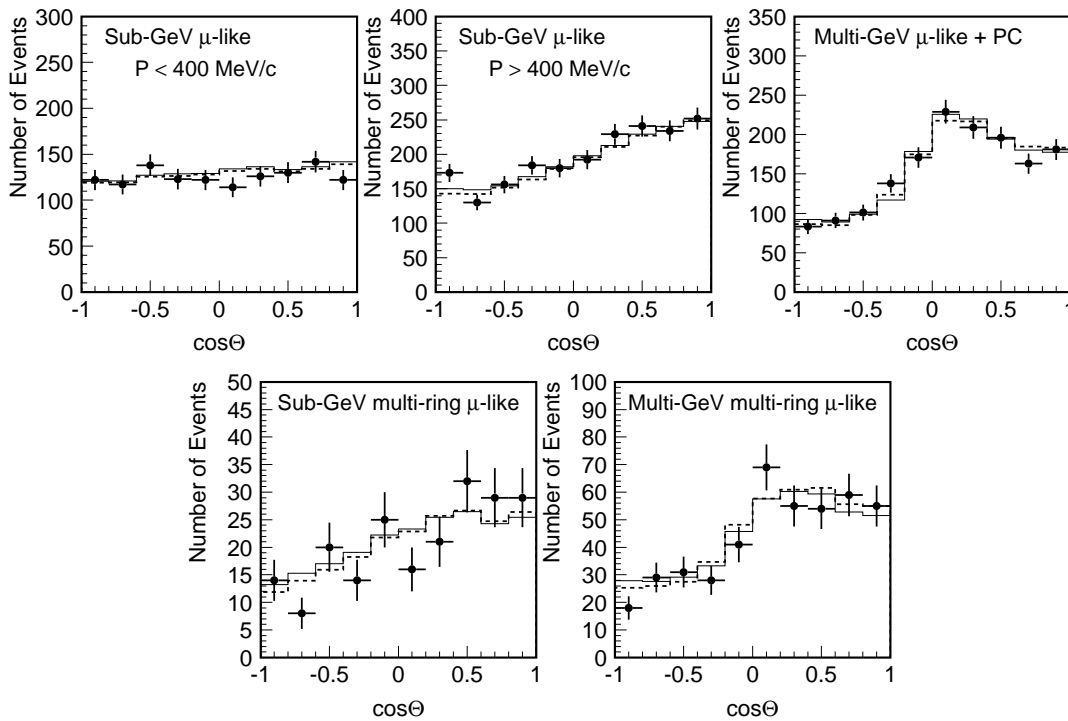 Number of Events
Sub-GeV μ-like
P < 400 MeV/c
300
250
200
150
100
50
0
-1 -0.5 0 0.5 1
cosΘ
Number of Events
Sub-GeV μ-like
P > 400 MeV/c
400
350
300
250
200
150
100
50
0
-1 -0.5 0 0.5 1
cosΘ
Number of Events
Multi-GeV μ-like + PC
350
300
250
200
150
100
50
0
-1 -0.5 0 0.5 1
cosΘ
Number of Events
Sub-GeV multi-ring μ-like
50
45
40
35
30
25
20
15
10
5
0
-1 -0.5 0 0.5 1
cosΘ
Number of Events
Multi-GeV multi-ring μ-like
100
90
80
70
60
50
40
30
20
10
0
-1 -0.5 0 0.5 1
cosΘ